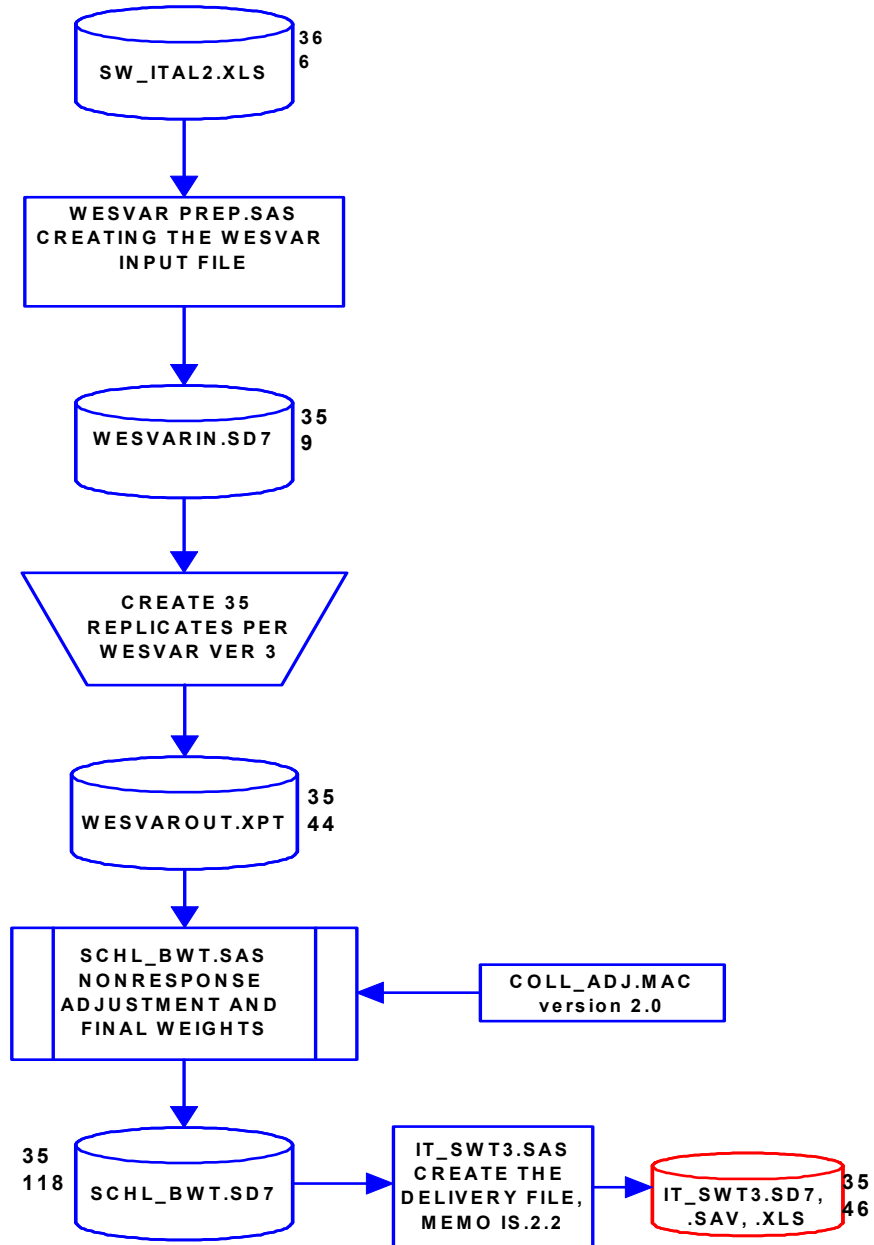 SW_ITAL2.XLS
36
6
WESVAR PREP.SAS
CREATING THE WESVAR
INPUT FILE
WESVARIN.SD7
35
9
CREATE 35
REPLICATES PER
WESVAR VER 3
WESVAROUT.XPT
35
44
SCHL_BWT.SAS
NONRESPONSE
ADJUSTMENT AND
FINAL WEIGHTS
COLL_ADJ.MAC
version 2.0
35
118
SCHL_BWT.SD7
IT_SWT3.SAS
CREATE THE
DELIVERY FILE,
MEMO IS.2.2
IT_SWT3.SD7,
.SAV, .XLS
35
46